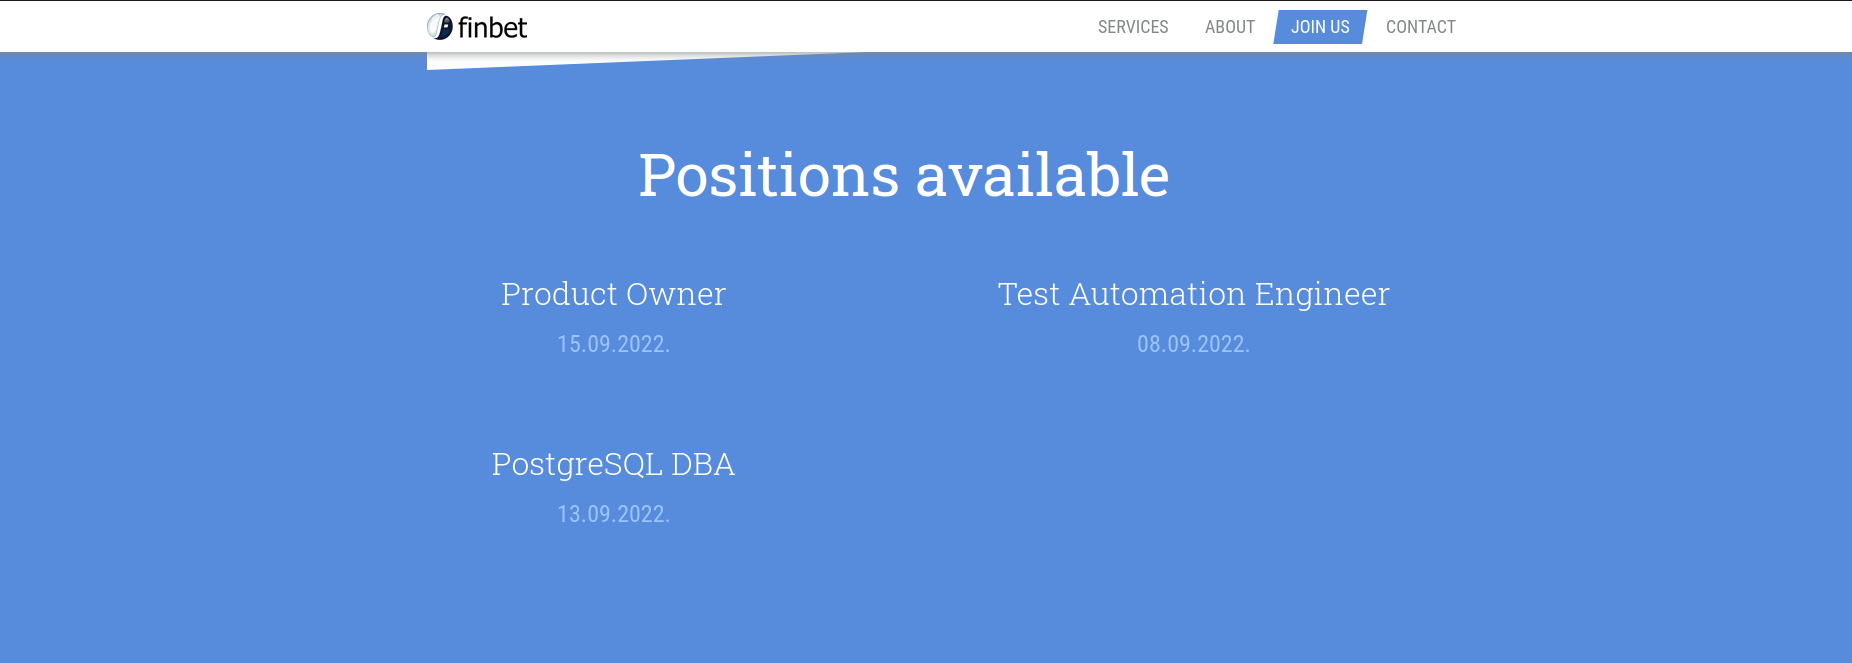 finbet
SERVICES ABOUT JOIN US CONTACT
Positions available
Product Owner
15.09.2022.
Test Automation Engineer
08.09.2022.
PostgreSQL DBA
13.09.2022.